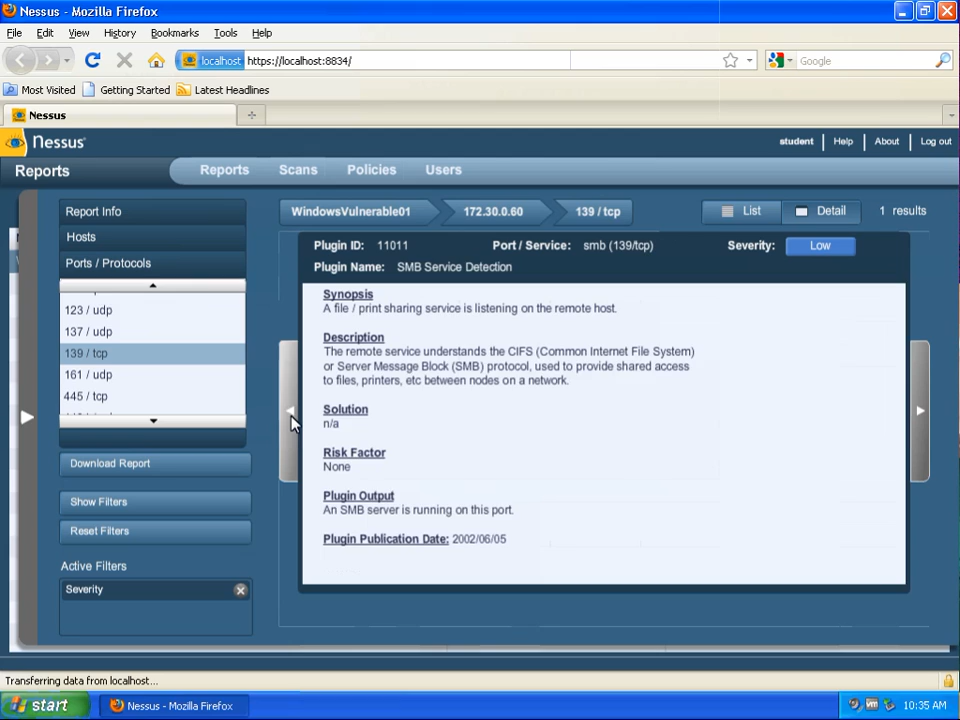 Nessus - Mozilla Firefox
File Edit View History Bookmarks Tools Help
localhost https://localhost:8834/
Google
Most Visited Getting Started Latest Headlines
Nessus
Nessus
student Help About Log out
Reports
Reports Scans Policies Users
Report Info
Hosts
Ports / Protocols
123 / udp
137 / udp
139 / tcp
161 / udp
445 / tcp
Download Report
Show Filters
Reset Filters
Active Filters
Severity
WindowsVulnerable01 172.30.0.60 139 / tcp
List Detail 1 results
Plugin ID: 11011 Port / Service: smb (139/tcp) Severity: Low
Plugin Name: SMB Service Detection
Synopsis
A file / print sharing service is listening on the remote host.
Description
The remote service understands the CIFS (Common Internet File System)
or Server Message Block (SMB) protocol, used to provide shared access
to files, printers, etc between nodes on a network.
Solution
n/a
Risk Factor
None
Plugin Output
An SMB server is running on this port.
Plugin Publication Date: 2002/06/05
Transferring data from localhost...
start Nessus - Mozilla Firefox 10:35 AM